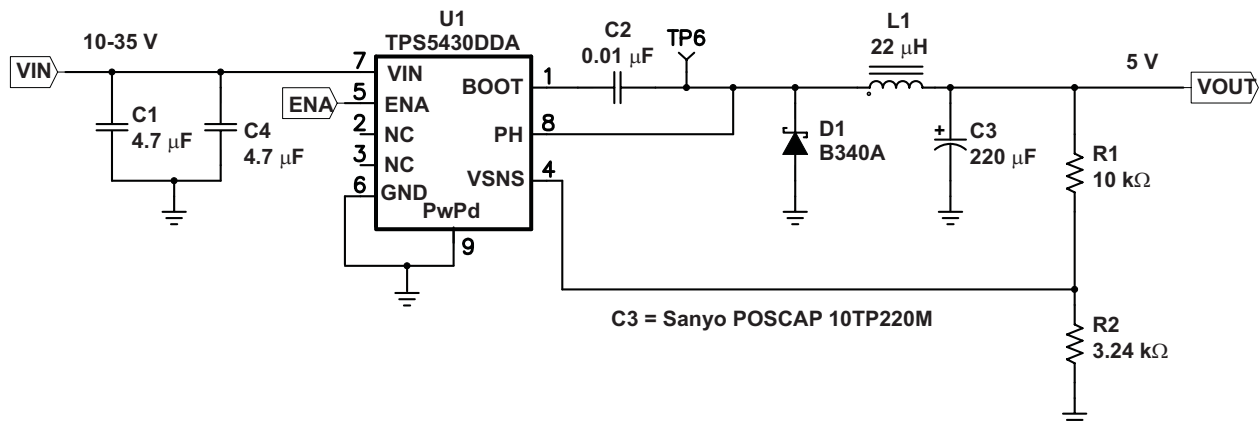 U1
TPS5430DDA
10-35 V
VIN
C1
4.7 μF
C4
4.7 μF
ENA
7
5
2
3
6
VIN
ENA
NC
NC
GND
BOOT
PH
VSNS
PwPd
1
8
4
9
C2
0.01 μF
TP6
L1
22 μH
5 V
VOUT
D1
B340A
+
C3
220 μF
R1
10 kΩ
C3 = Sanyo POSCAP 10TP220M
R2
3.24 kΩ